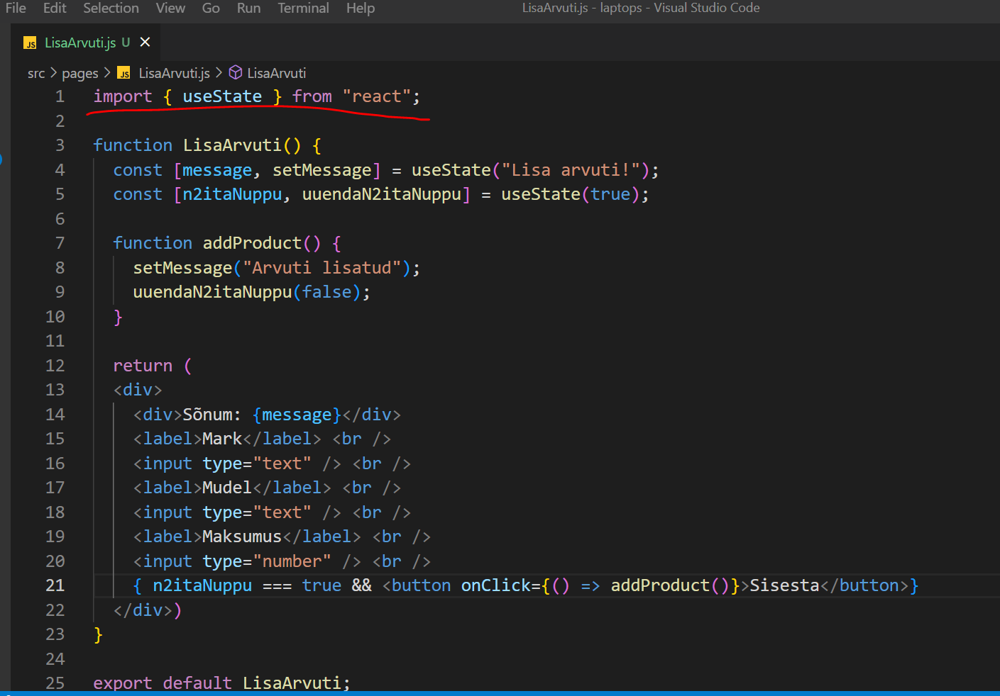 File Edit Selection View Go Run Terminal Help LisaArvuti.js - laptops - Visual Studio Code
JS LisaArvuti.js U ×
src > pages > JS LisaArvuti.js > LisaArvuti
1 import { useState } from "react";
2
3 function LisaArvuti() {
4 const [message, setMessage] = useState("Lisa arvuti!");
5 const [n2itaNuppu, uuendaN2itaNuppu] = useState(true);
6
7 function addProduct() {
8 setMessage("Arvuti lisatud");
9 uuendaN2itaNuppu(false);
10 }
11
12 return (
13 <div>
14 <div>Sõnum: {message}</div>
15 <label>Mark</label> <br />
16 <input type="text" /> <br />
17 <label>Mudel</label> <br />
18 <input type="text" /> <br />
19 <label>Maksumus</label> <br />
20 <input type="number" /> <br />
21 { n2itaNuppu === true && <button onClick={() => addProduct()}>Sisesta</button>}
22 </div>)
23 }
24
25 export default LisaArvuti;